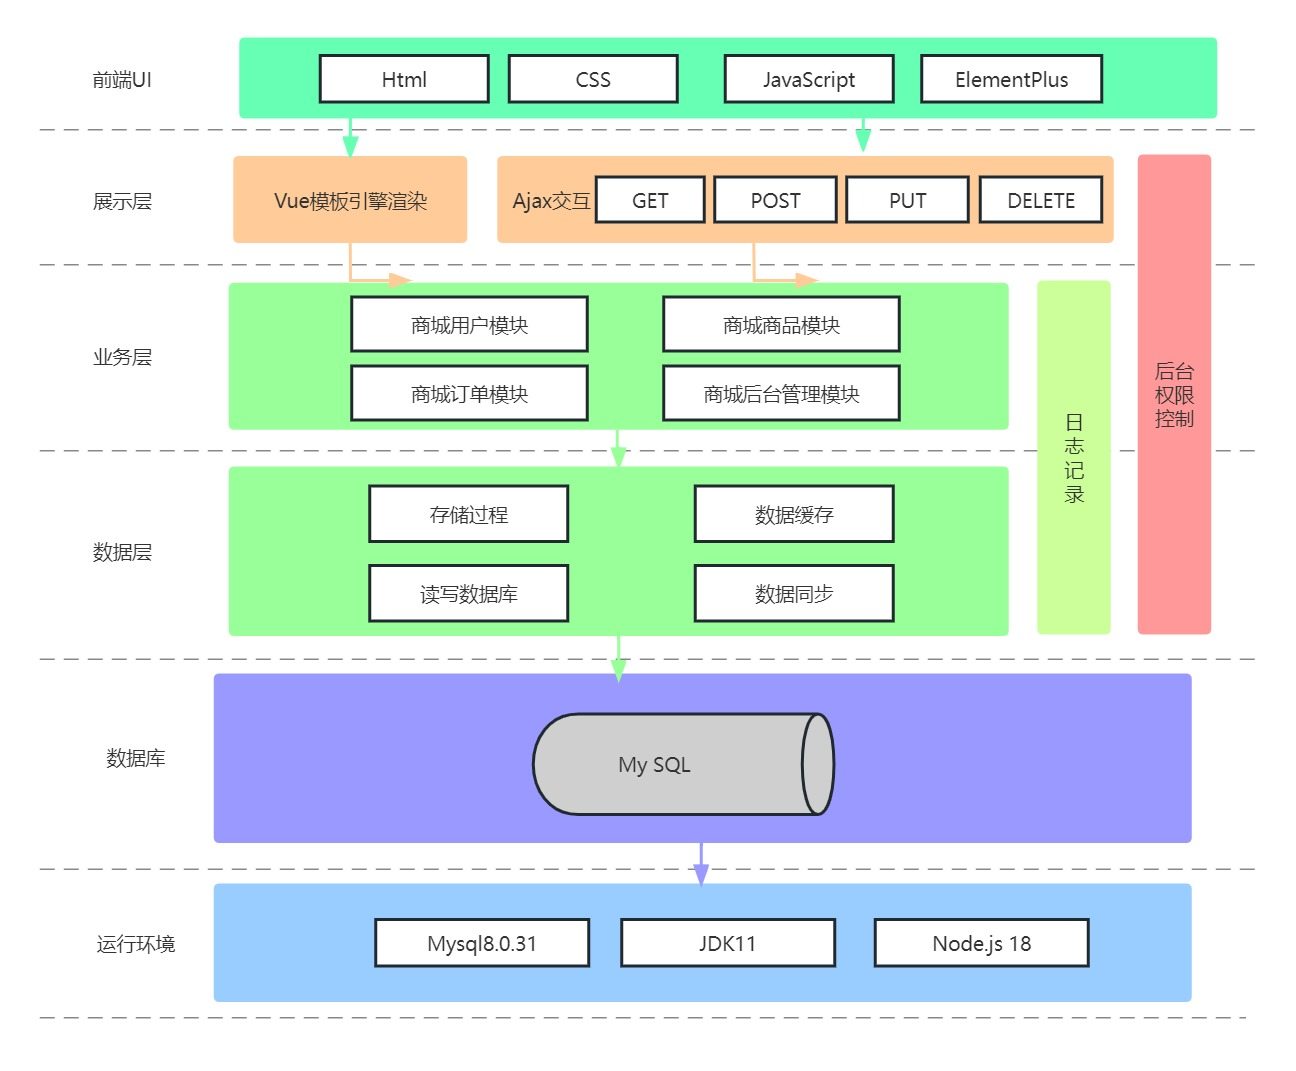 前端UI
Html
CSS
JavaScript
ElementPlus
展示层
Vue模板引擎渲染
Ajax交互
GET
POST
PUT
DELETE
业务层
商城用户模块
商城商品模块
商城订单模块
商城后台管理模块
后台
权限
控制
日
志
记
录
数据层
存储过程
数据缓存
读写数据库
数据同步
数据库
My SQL
运行环境
Mysql8.0.31
JDK11
Node.js 18